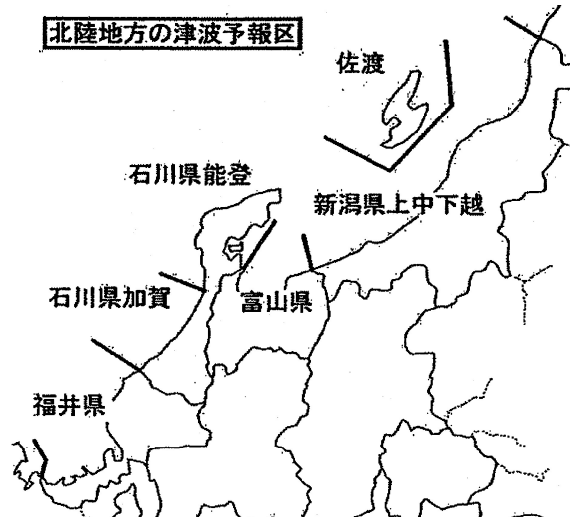 北陸地方の津波予報区
佐渡
石川県能登
新潟県上中下越
石川県加賀
富山県
福井県